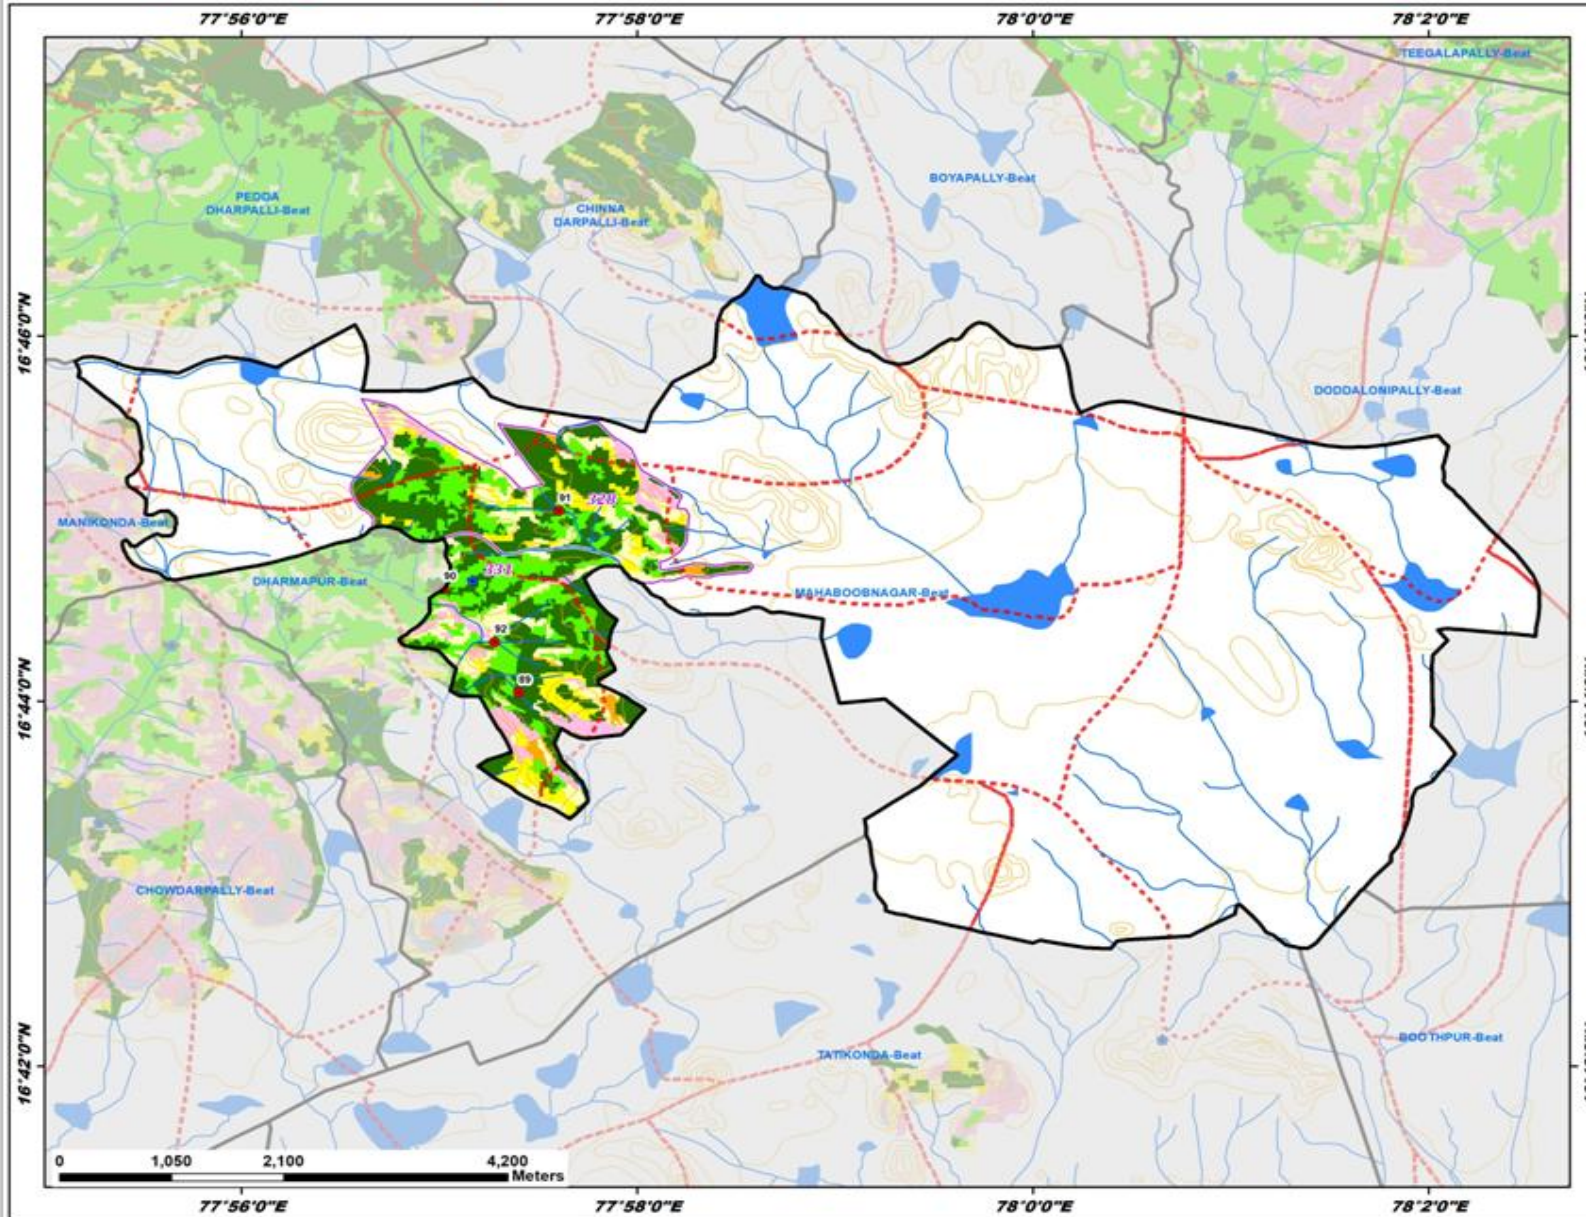 77°56'0"E 77°58'0"E 78°0'0"E 78°2'0"E
TEEGALAPALLY-Beat
BOYAPALLY-Beat
PEDDA
DHARPALLI-Beat
CHINNA
DARPALLI-Beat
16°46'0"N
DODDALONIPALLY-Beat
91 328
MANIKONDA-Beat
331
90
DHARMAPUR-Beat
MAHABOOBNAGAR-Beat
92
89
16°44'0"N
CHOWDARPALLY-Beat
BOOTHPUR-Beat
TATIKONDA-Beat
16°42'0"N
0 1,050 2,100 4,200
Meters
77°56'0"E 77°58'0"E 78°0'0"E 78°2'0"E